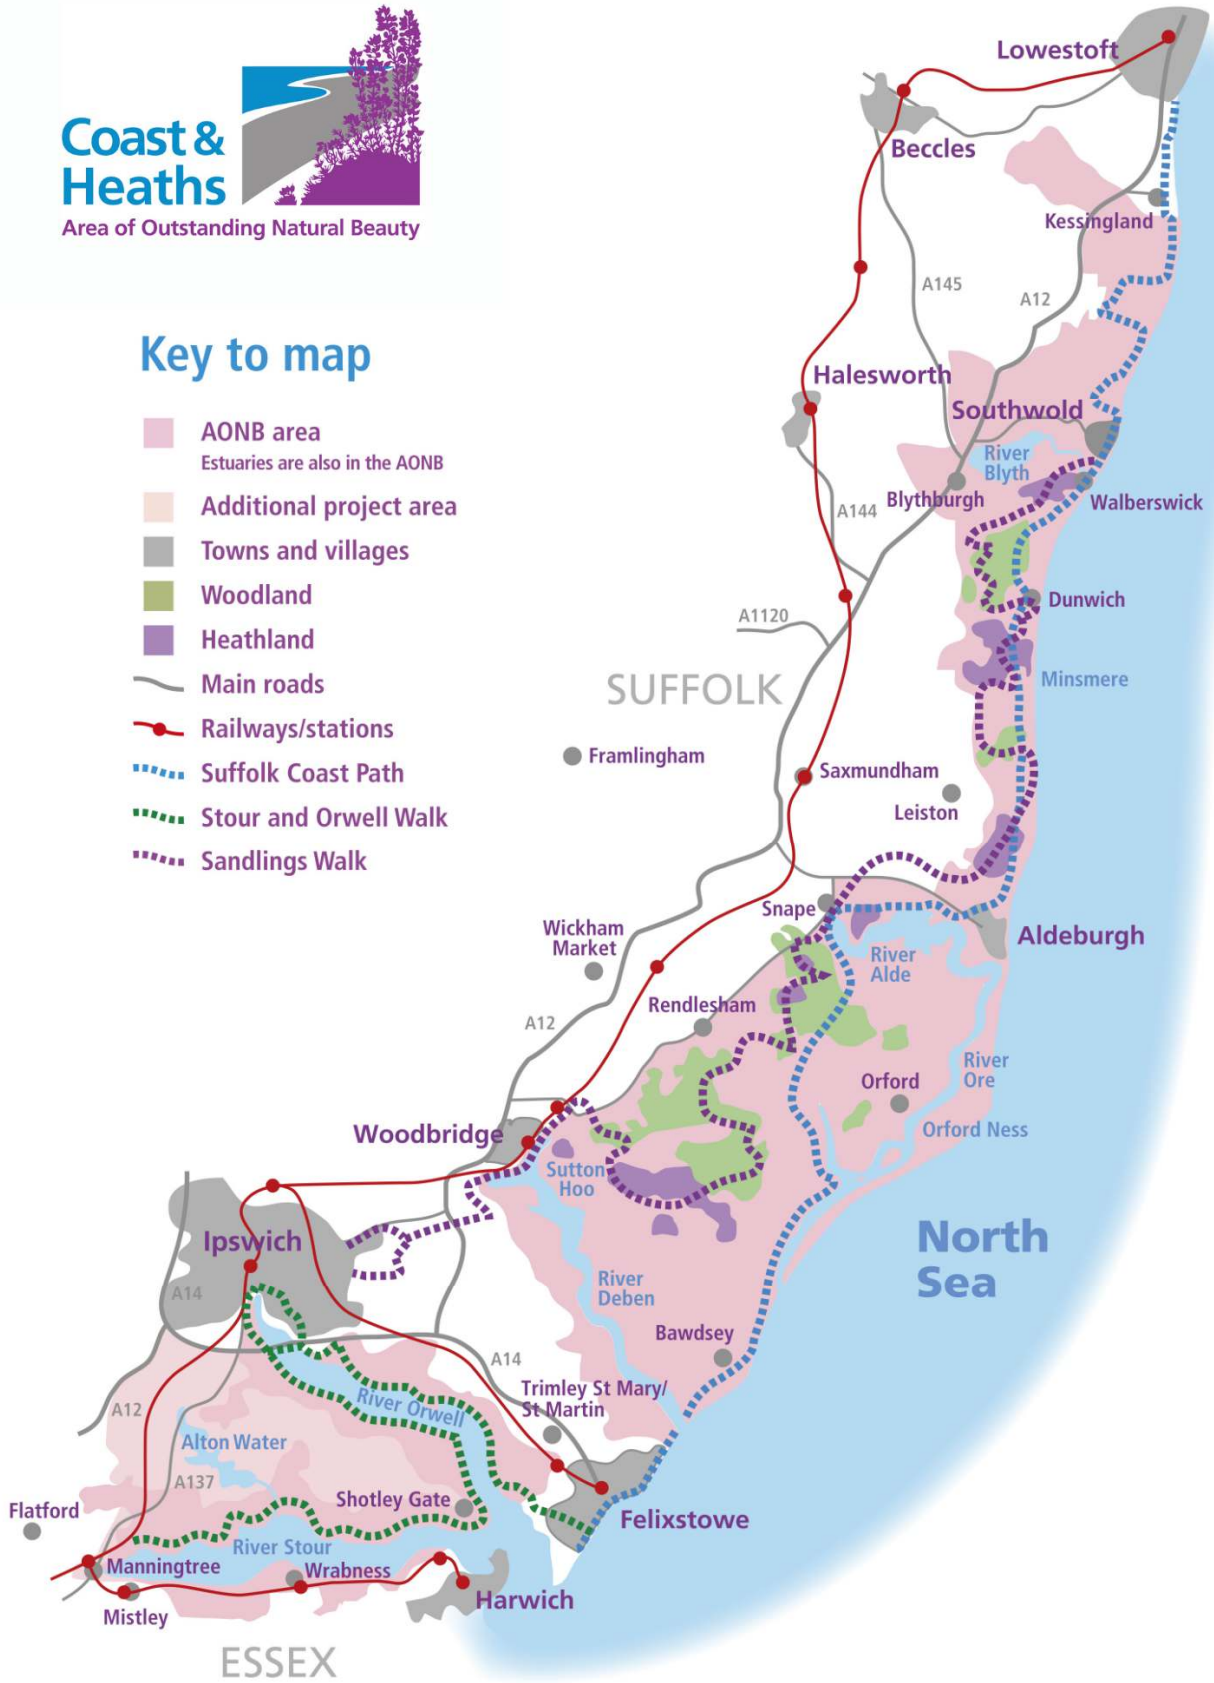 Coast &
Heaths
Area of Outstanding Natural Beauty
Key to map
AONB area
Estuaries are also in the AONB
Additional project area
Towns and villages
Woodland
Heathland
Main roads
Railways/stations
Suffolk Coast Path
Stour and Orwell Walk
Sandlings Walk
Lowestoft
Beccles
Kessingland
A145
A12
Halesworth
Southwold
River
Blyth
Blythburgh
Walberswick
A144
Dunwich
A1120
SUFFOLK
Minsmere
Framlingham
Saxmundham
Leiston
Snape
Wickham
Market
Aldeburgh
River
Alde
Rendlesham
A12
River
Ore
Orford
Orford Ness
Woodbridge
Sutton
Hoo
Ipswich
North
Sea
A14
River
Deben
Bawdsey
A14
Trimley St Mary/
St Martin
River Orwell
A12
Alton Water
A137
Shotley Gate
Flatford
Felixstowe
River Stour
Manningtree
Wrabness
Harwich
Mistley
ESSEX